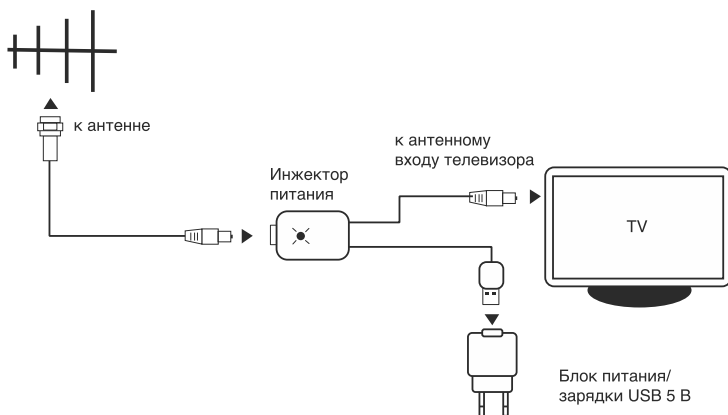 к антенне
к антенному
входу телевизора
Инжектор
питания
TV
Блок питания/
зарядки USB 5 В